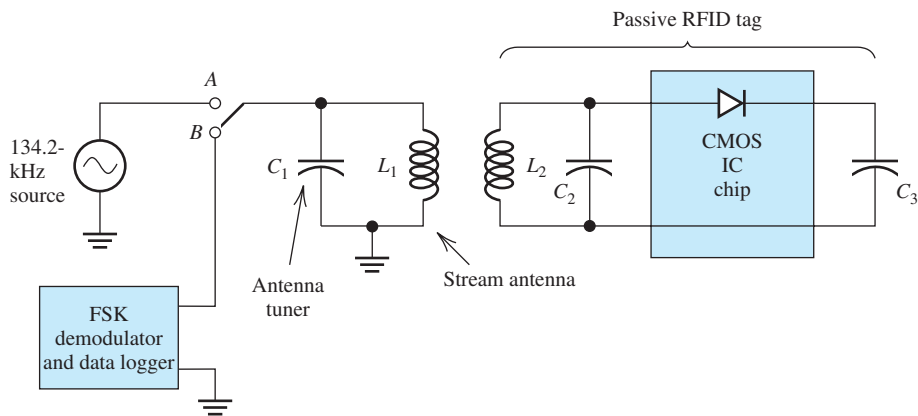 Passive RFID tag
A
B
134.2-
kHz
source
C1
L1
L2
C2
CMOS
IC
chip
C3
Antenna
tuner
Stream antenna
FSK
demodulator
and data logger